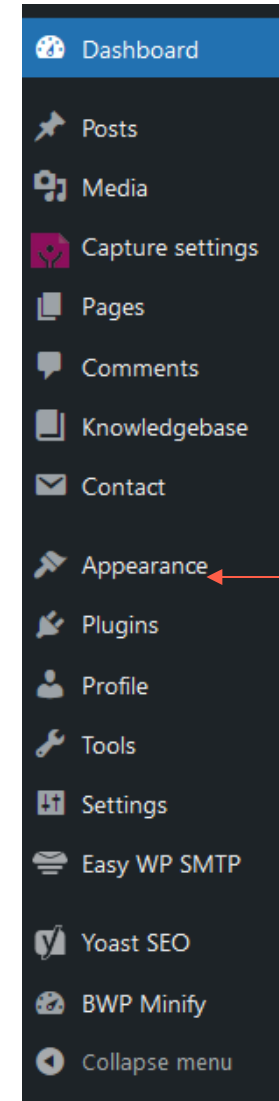 Dashboard
Posts
Media
Capture settings
Pages
Comments
Knowledgebase
Contact
Appearance
Plugins
Profile
Tools
Settings
Easy WP SMTP
Yoast SEO
BWP Minify
Collapse menu